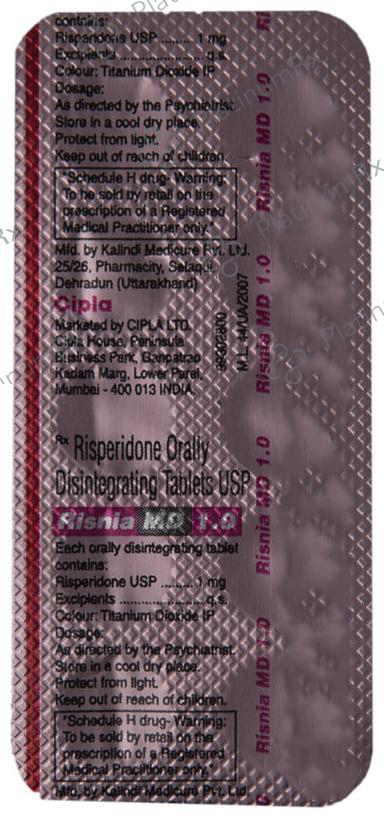 contains:
Risperidone USP ......... 1 mg
Excipients ........................ q.s.
Colour: Titanium Dioxide IP
Dosage:
As directed by the Psychiatrist.
Store in a cool dry place.
Protect from light.
Keep out of reach of children.
"Schedule H drug- Warning:
To be sold by retail on the
prescription of a Registered
Medical Practitioner only."
Mfd. by Kalindi Medicure Pvt. Ltd.
25/26, Pharmacity, Selaqui,
Dehradun (Uttarakhand)
Cipla
Marketed by CIPLA LTD.
Cipla House, Peninsula
Business Park, Ganpatrao
Kadam Marg, Lower Parel,
Mumbai - 400 013 INDIA.
M.L. 44/UA/2007
Rx Risperidone Orally
Disintegrating Tablets USP
Risnia MD 1.0
Each orally disintegrating tablet
contains:
Risperidone USP ......... 1 mg
Excipients ........................ q.s.
Colour: Titanium Dioxide IP
Dosage:
As directed by the Psychiatrist.
Store in a cool dry place.
Protect from light.
Keep out of reach of children.
"Schedule H drug- Warning:
To be sold by retail on the
prescription of a Registered
Medical Practitioner only."
Mfd. by Kalindi Medicure Pvt. Ltd.
Risnia MD 1.0
Risnia MD 1.0
Risnia MD 1.0
Risnia MD 1.0
PlatinumRx